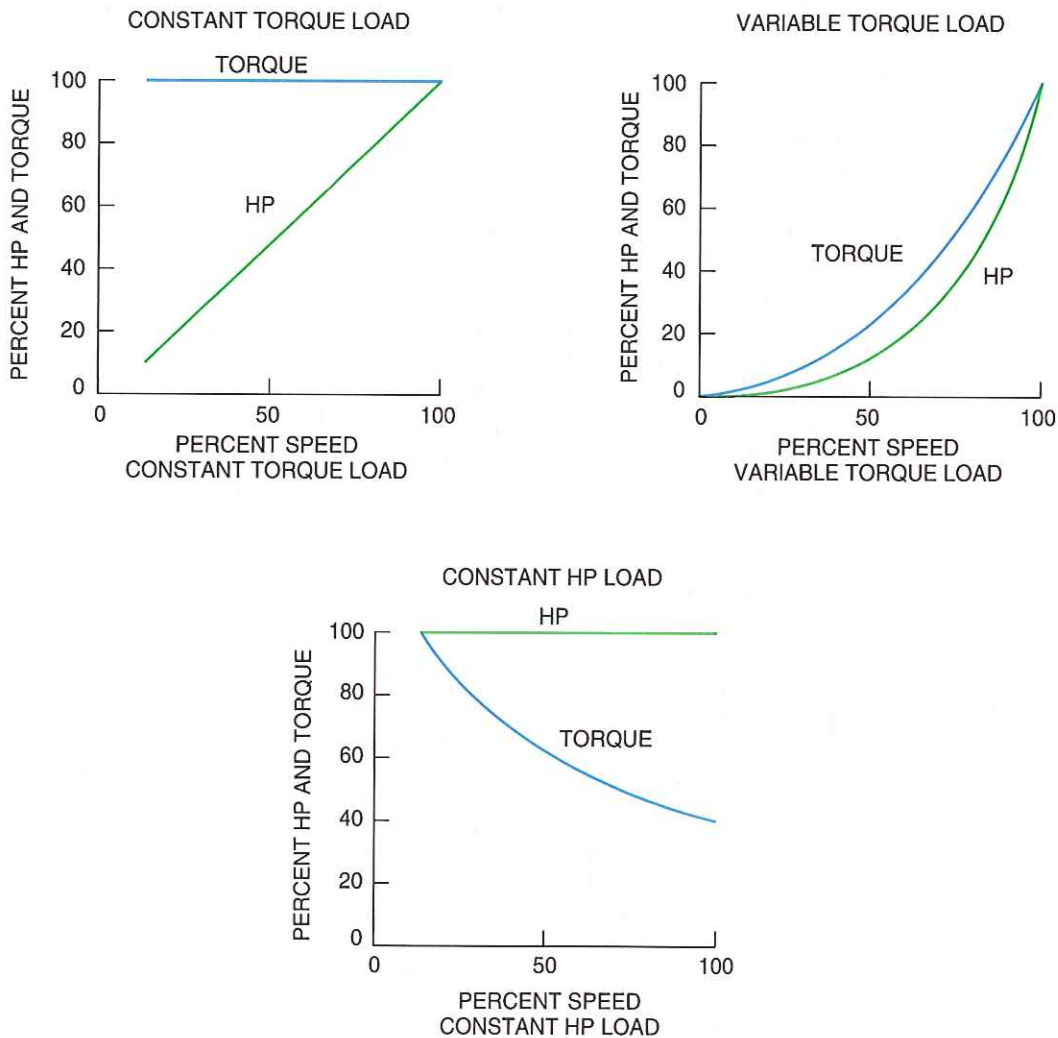 CONSTANT TORQUE LOAD
PERCENT HP AND TORQUE
100
80
60
40
20
0
TORQUE
HP
0
50
100
PERCENT SPEED
CONSTANT TORQUE LOAD
VARIABLE TORQUE LOAD
PERCENT HP AND TORQUE
100
80
60
40
20
0
TORQUE
HP
0
50
100
PERCENT SPEED
VARIABLE TORQUE LOAD
CONSTANT HP LOAD
PERCENT HP AND TORQUE
100
80
60
40
20
0
HP
TORQUE
0
50
100
PERCENT SPEED
CONSTANT HP LOAD